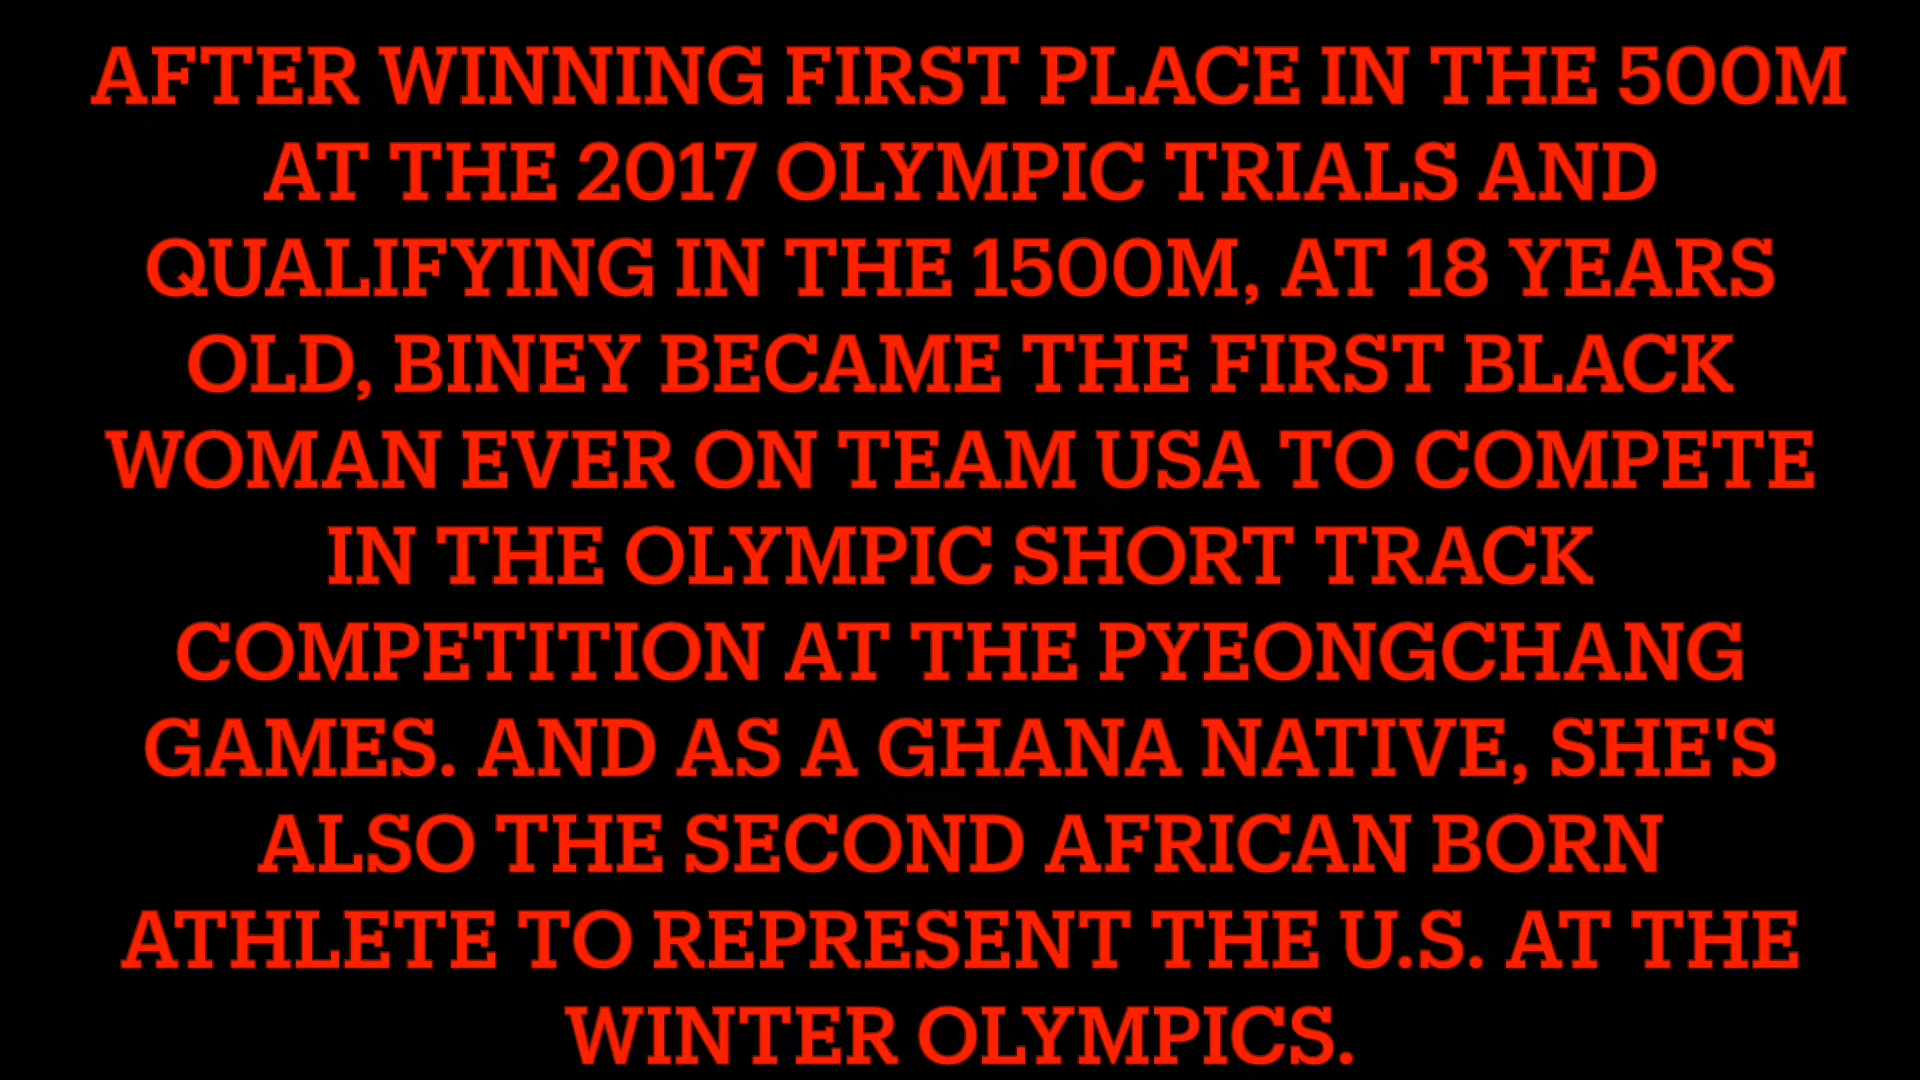 AFTER WINNING FIRST PLACE IN THE 500M
AT THE 2017 OLYMPIC TRIALS AND
QUALIFYING IN THE 1500M, AT 18 YEARS
OLD, BINEY BECAME THE FIRST BLACK
WOMAN EVER ON TEAM USA TO COMPETE
IN THE OLYMPIC SHORT TRACK
COMPETITION AT THE PYEONGCHANG
GAMES. AND AS A GHANA NATIVE, SHE'S
ALSO THE SECOND AFRICAN BORN
ATHLETE TO REPRESENT THE U.S. AT THE
WINTER OLYMPICS.